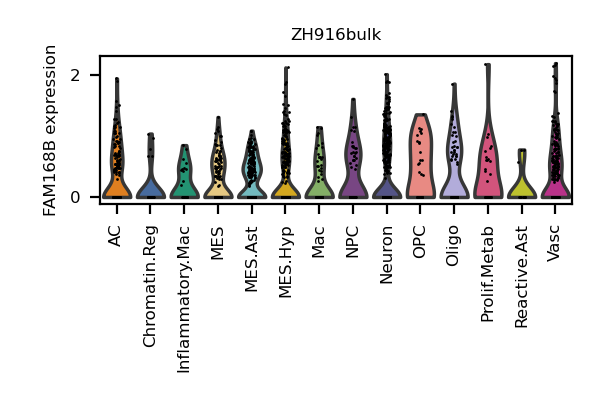 ZH916bulk
FAM168B expression
2
0
AC
Chromatin.Reg
Inflammatory.Mac
MES
MES.Ast
MES.Hyp
Mac
NPC
Neuron
OPC
Oligo
Prolif.Metab
Reactive.Ast
Vasc